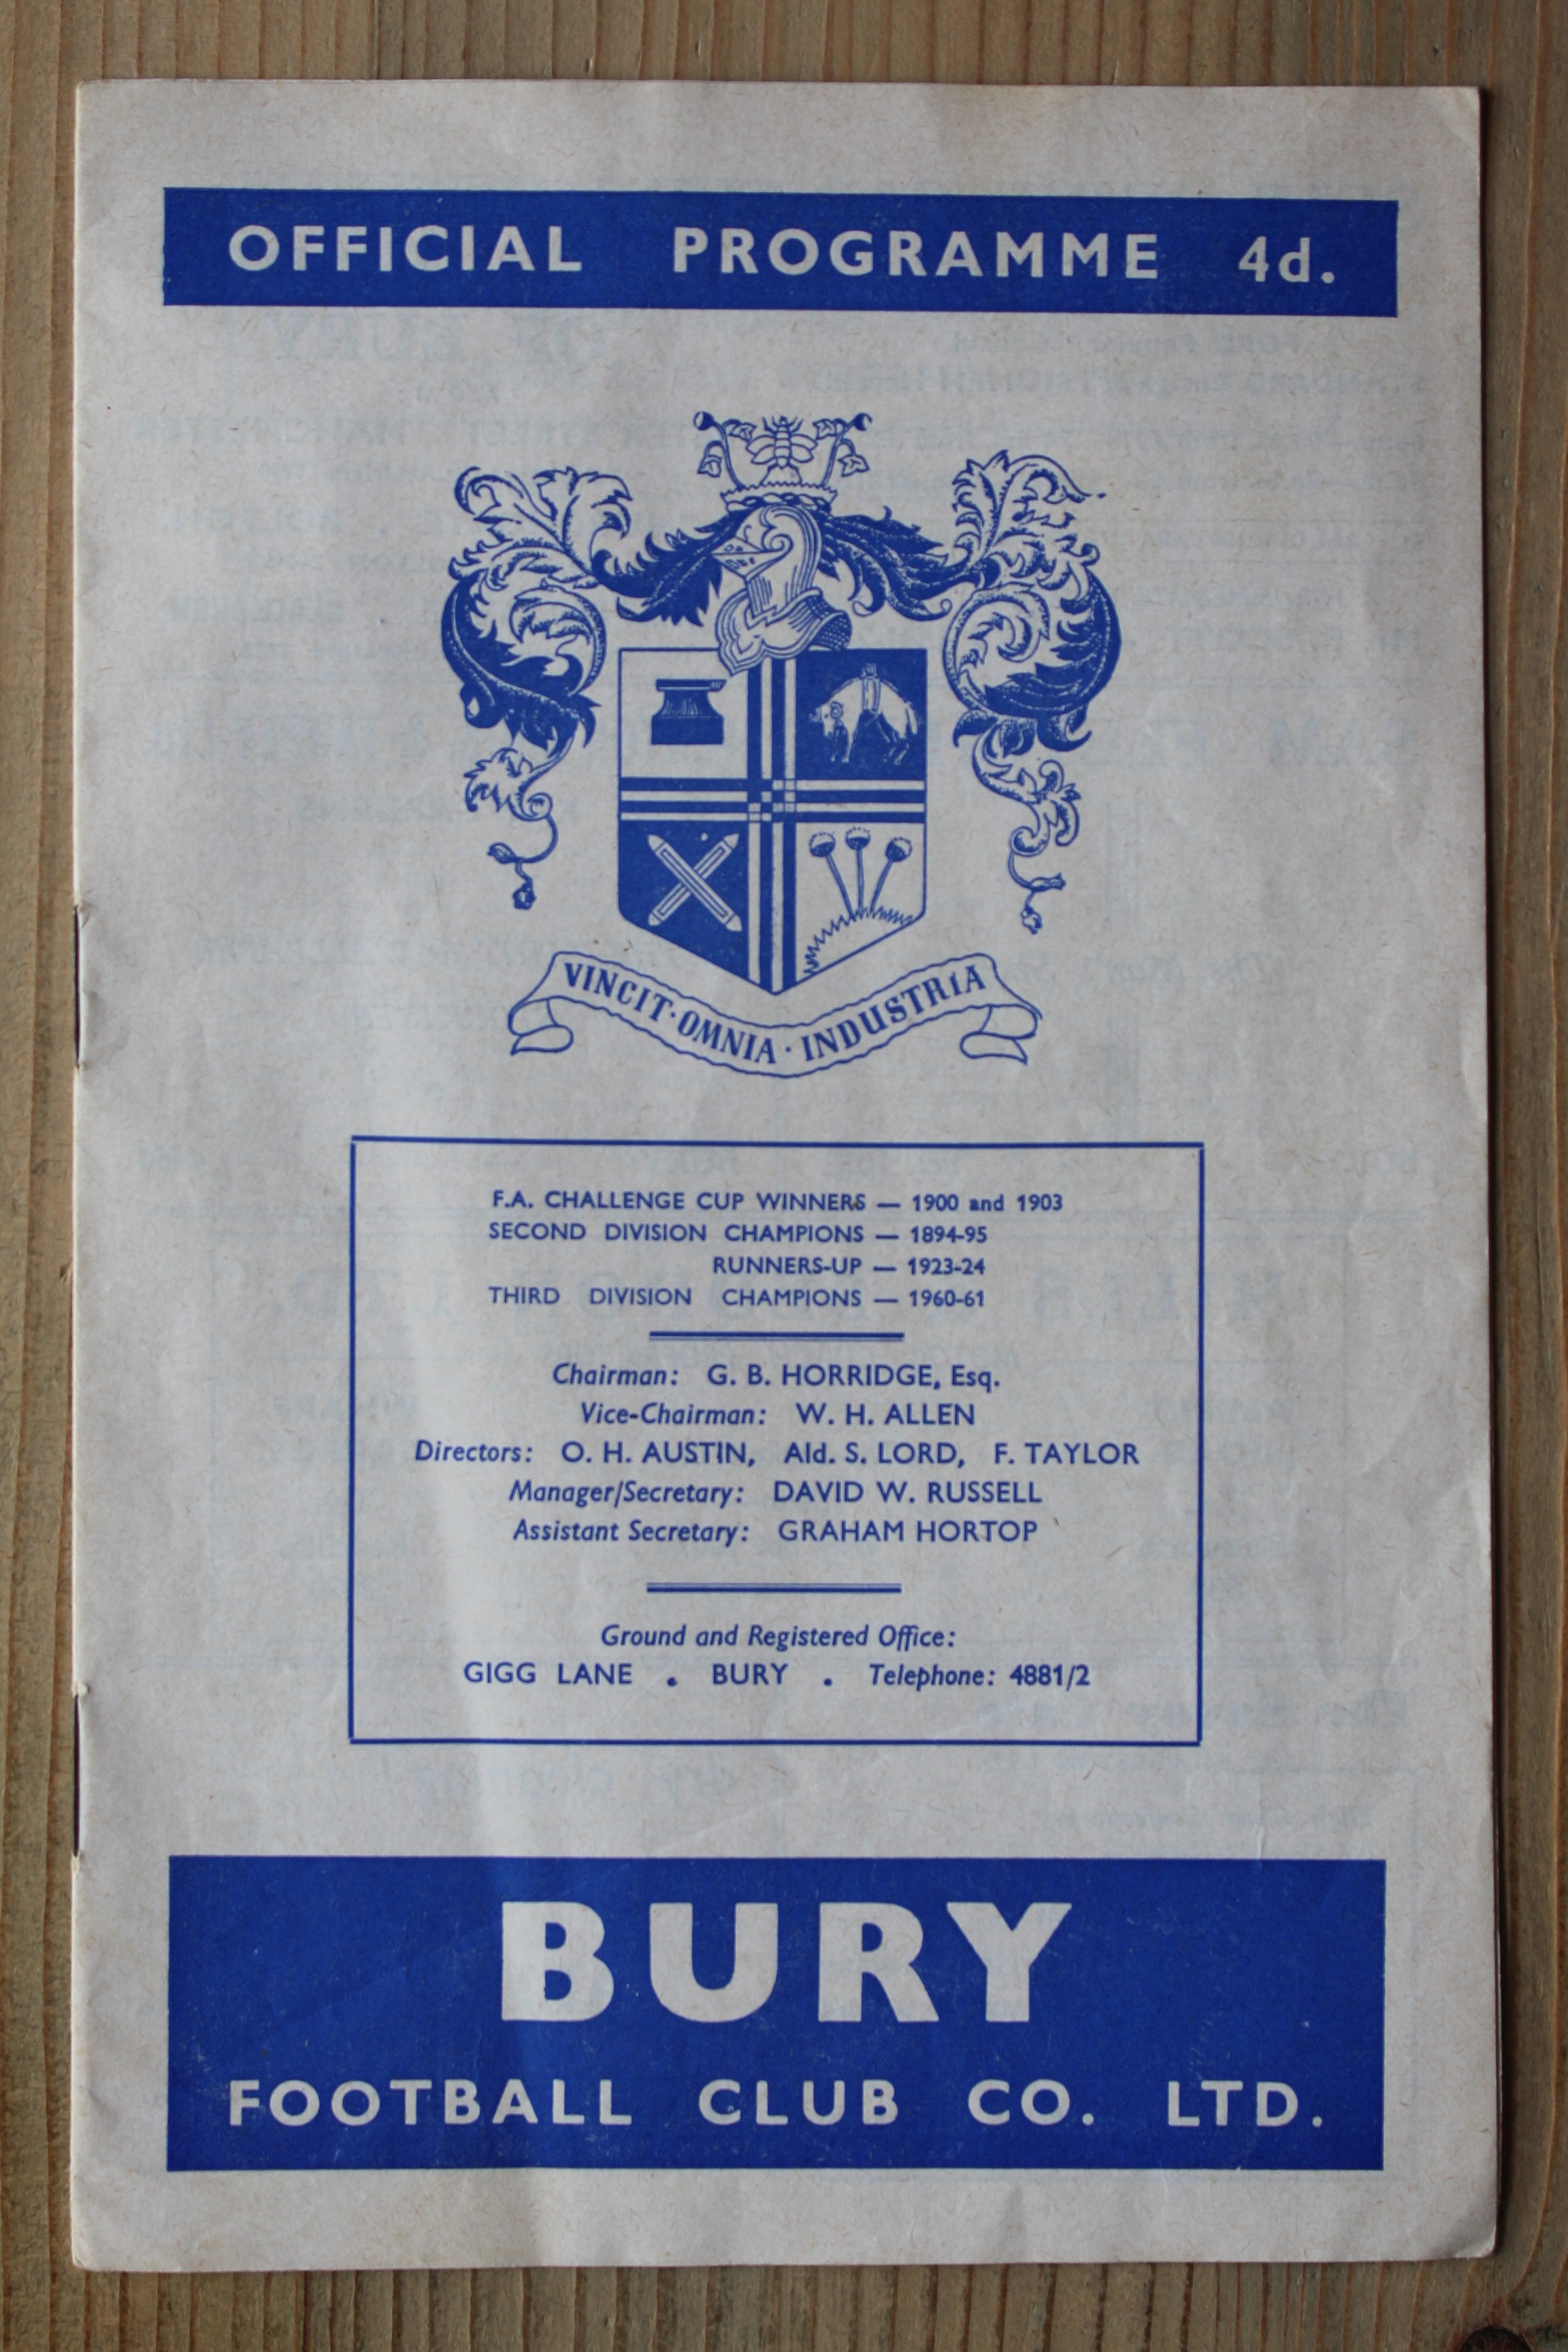 OFFICIAL PROGRAMME 4d.
VINCIT · OMNIA · INDUSTRIA
F.A. CHALLENGE CUP WINNERS — 1900 and 1903
SECOND DIVISION CHAMPIONS — 1894-95
RUNNERS-UP — 1923-24
THIRD DIVISION CHAMPIONS — 1960-61
Chairman: G. B. HORRIDGE, Esq.
Vice-Chairman: W. H. ALLEN
Directors: O. H. AUSTIN, Ald. S. LORD, F. TAYLOR
Manager/Secretary: DAVID W. RUSSELL
Assistant Secretary: GRAHAM HORTOP
Ground and Registered Office:
GIGG LANE . BURY . Telephone: 4881/2
BURY
FOOTBALL CLUB CO. LTD.